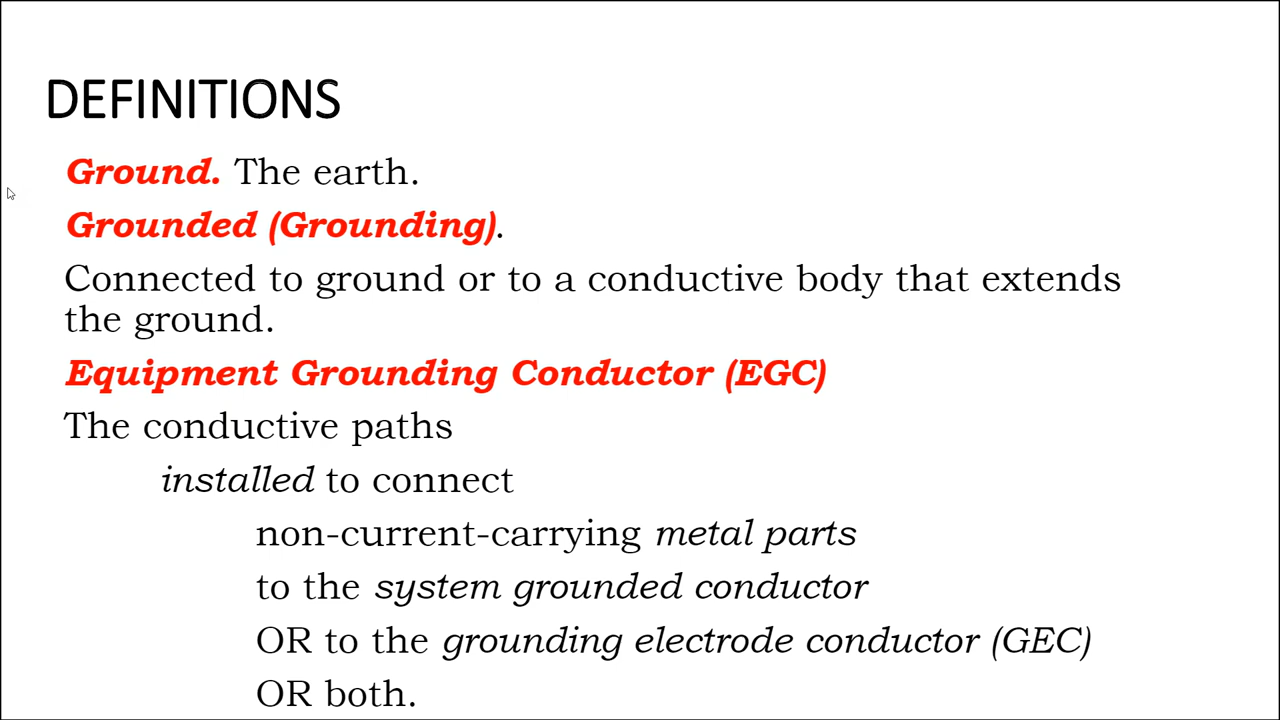 DEFINITIONS
Ground. The earth.
Grounded (Grounding).
Connected to ground or to a conductive body that extends
the ground.
Equipment Grounding Conductor (EGC)
The conductive paths
installed to connect
non-current-carrying metal parts
to the system grounded conductor
OR to the grounding electrode conductor (GEC)
OR both.